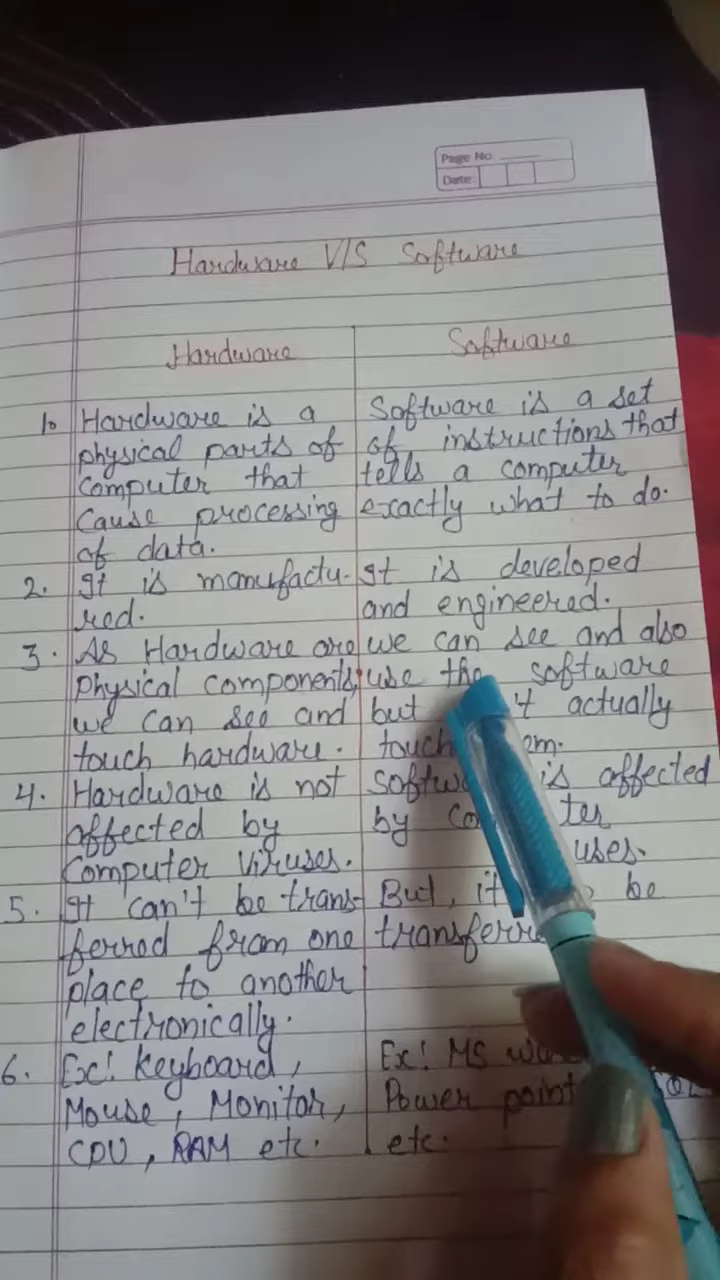 Page No.
Date:
Hardware V/S Software
Hardware
Software
1. Hardware is a
physical parts of
computer that
cause processing
of data.
Software is a set
of instructions that
tells a computer
exactly what to do.
2. It is manufactu-
red.
It is developed
and engineered.
3. As Hardware are
physical components,
we can see and
touch hardware.
we can see and also
use the software
but 't actually
touch em.
4. Hardware is not
affected by
computer viruses.
is affected
by
5. It can't be trans-
ferred from one
place to another
electronically.
But, it be
6. Ex! Keyboard,
Mouse, Monitor,
CPU, RAM etc.
Ex! MS
Power point
etc.